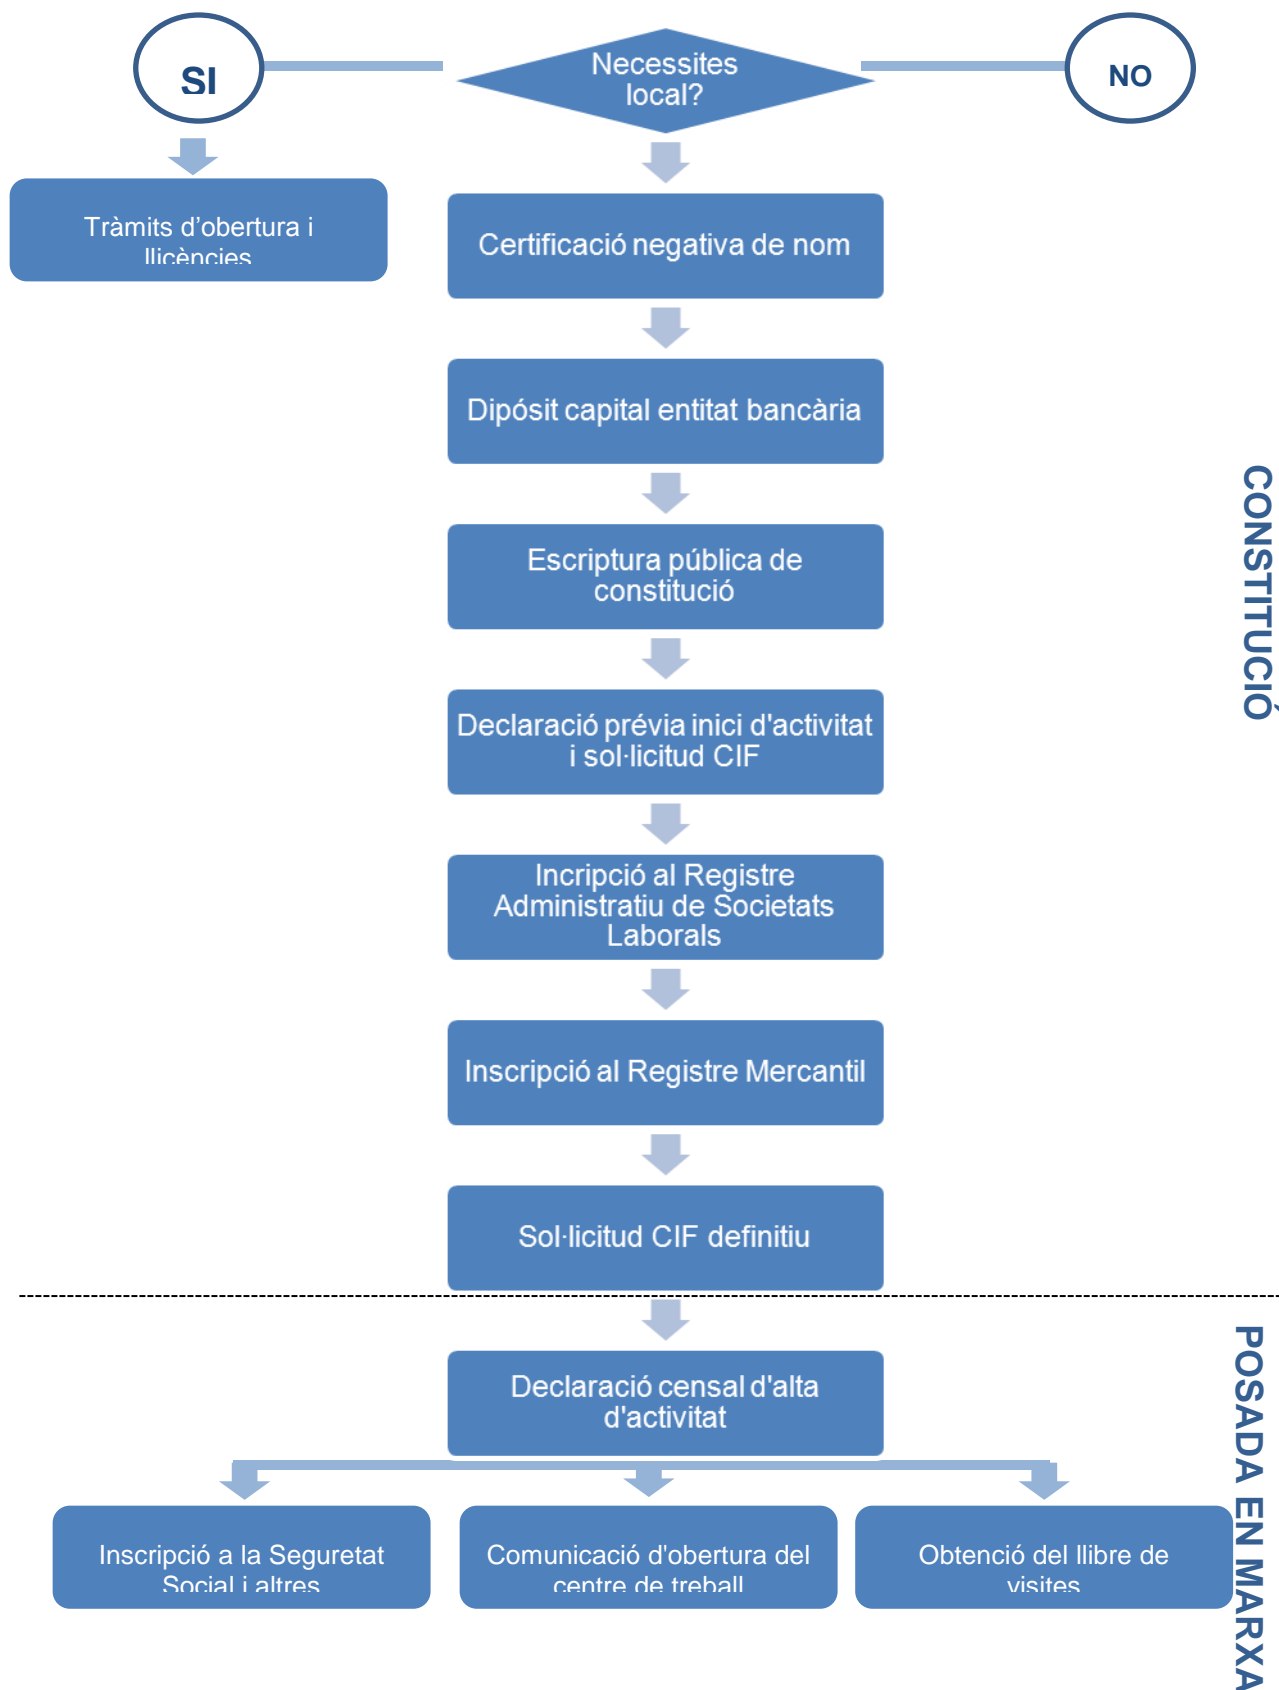 SI
Necessites
local?
NO
Tràmits d’obertura i
llicències
Certificació negativa de nom
Dipósit capital entitat bancària
Escriptura pública de
constitució
Declaració prévia inici d'activitat
i sol·licitud CIF
Incripció al Registre
Administratiu de Societats
Laborals
Inscripció al Registre Mercantil
Sol·licitud CIF definitiu
CONSTITUCIÓ
Declaració censal d'alta
d'activitat
Inscripció a la Seguretat
Social i altres
Comunicació d'obertura del
centre de treball
Obtenció del llibre de
visites
POSADA EN MARXA